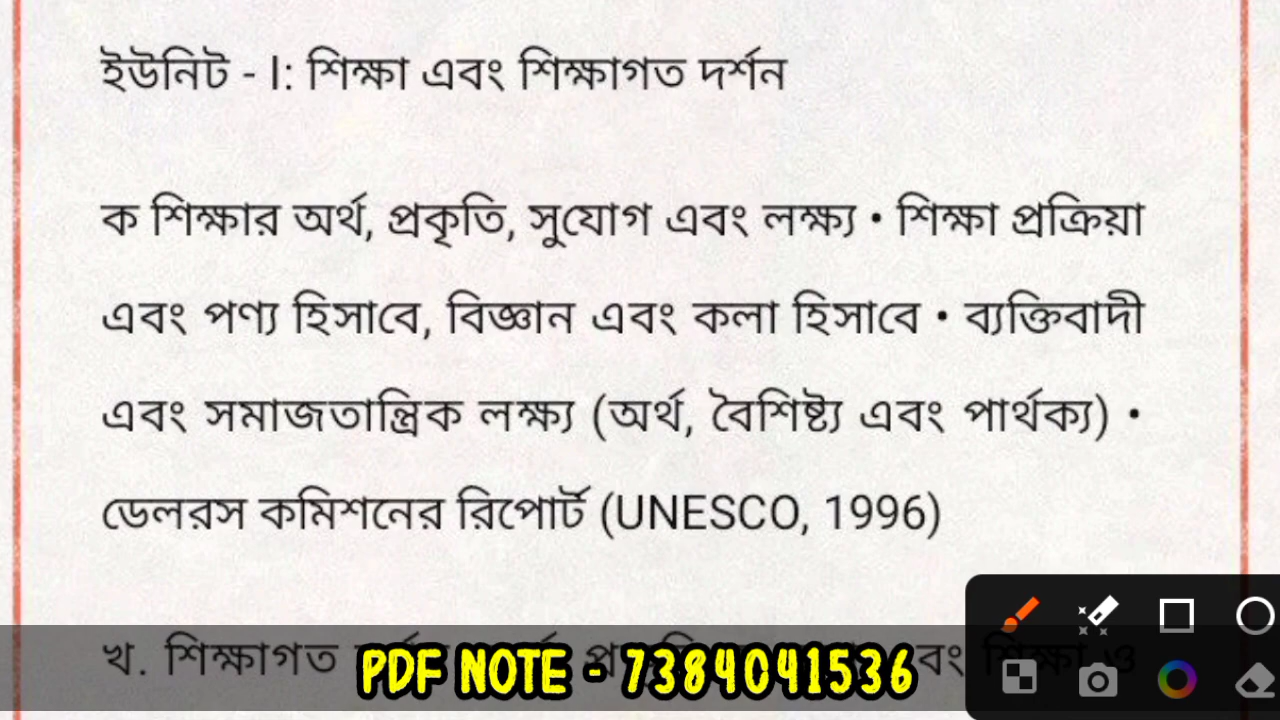 ইউনিট - I: শিক্ষা এবং শিক্ষাগত দর্শন
ক শিক্ষার অর্থ, প্রকৃতি, সুযোগ এবং লক্ষ্য • শিক্ষা প্রক্রিয়া
এবং পণ্য হিসাবে, বিজ্ঞান এবং কলা হিসাবে • ব্যক্তিবাদী
এবং সমাজতান্ত্রিক লক্ষ্য (অর্থ, বৈশিষ্ট্য এবং পার্থক্য) •
ডেলরস কমিশনের রিপোর্ট (UNESCO, 1996)
খ. শিক্ষাগত এবং শিক্ষা ও
PDF NOTE - 7384041536